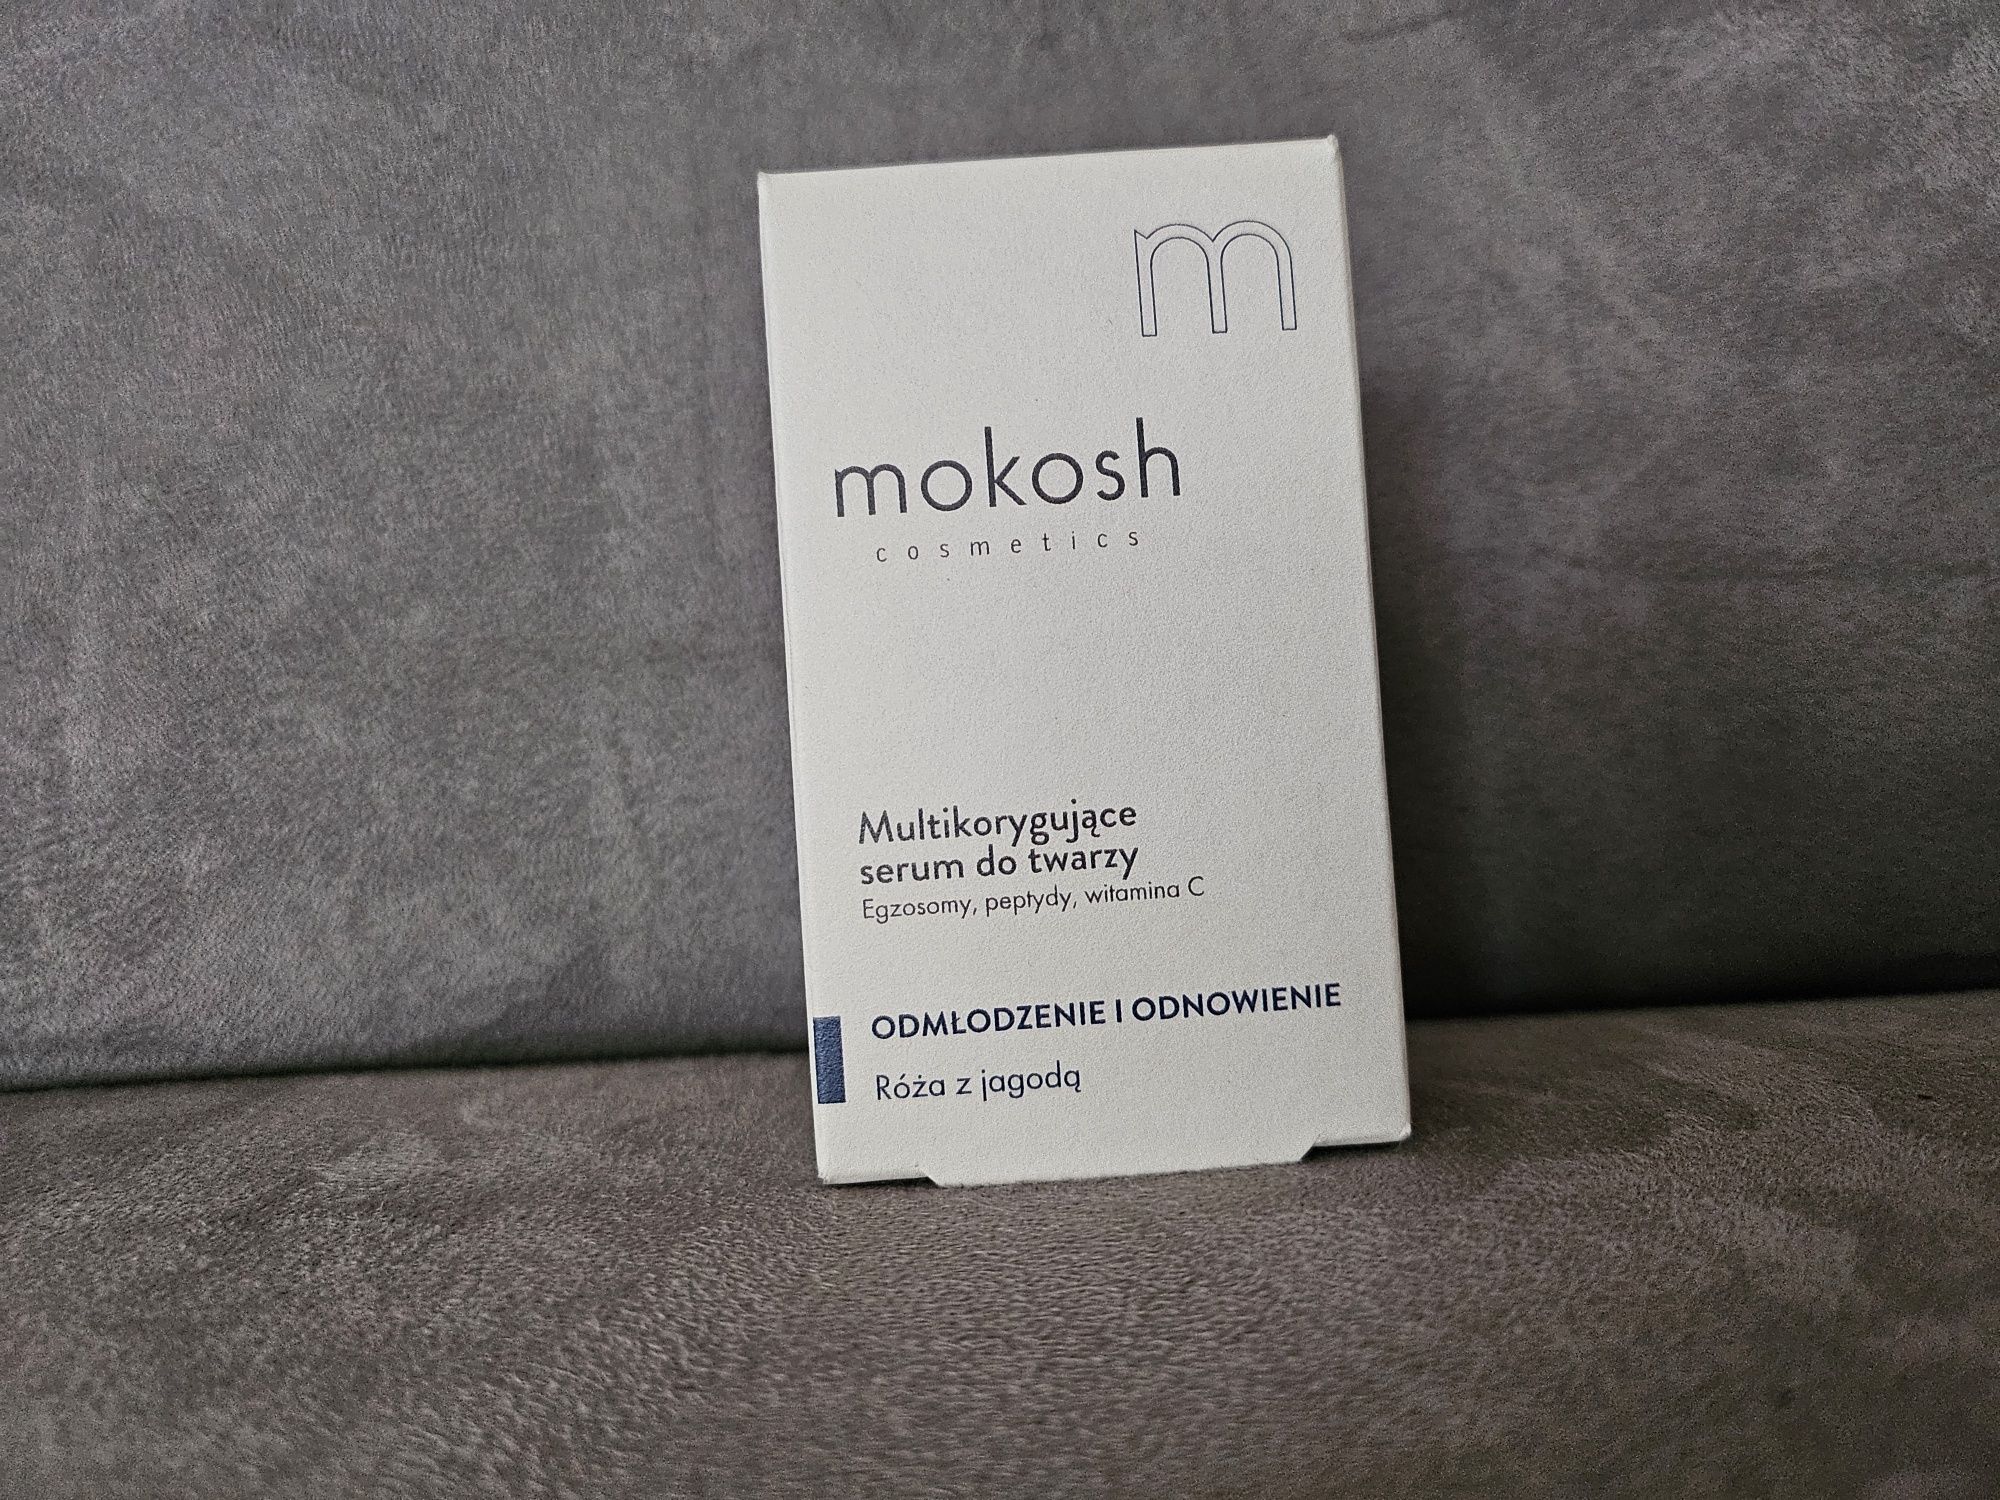 m
mokosh
cosmetics
Multikorygujące
serum do twarzy
Egzosomy, peptydy, witamina C
ODMŁODZENIE I ODNOWIENIE
Róża z jagodą